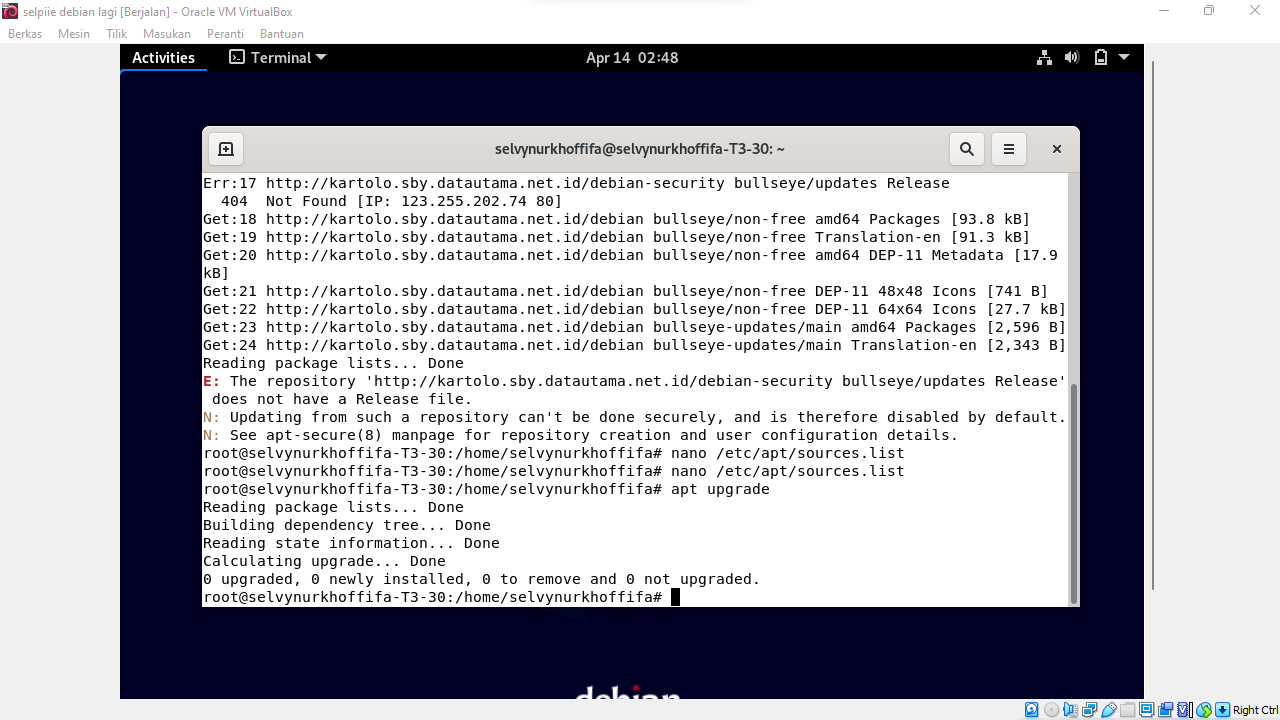 selpiie debian lagi [Berjalan] - Oracle VM VirtualBox
Berkas Mesin Tilik Masukan Peranti Bantuan
Activities Terminal Apr 14 02:48
selvynurkhoffifa@selvynurkhoffifa-T3-30: ~
Err:17 http://kartolo.sby.datautama.net.id/debian-security bullseye/updates Release
  404  Not Found [IP: 123.255.202.74 80]
Get:18 http://kartolo.sby.datautama.net.id/debian bullseye/non-free amd64 Packages [93.8 kB]
Get:19 http://kartolo.sby.datautama.net.id/debian bullseye/non-free Translation-en [91.3 kB]
Get:20 http://kartolo.sby.datautama.net.id/debian bullseye/non-free amd64 DEP-11 Metadata [17.9
kB]
Get:21 http://kartolo.sby.datautama.net.id/debian bullseye/non-free DEP-11 48x48 Icons [741 B]
Get:22 http://kartolo.sby.datautama.net.id/debian bullseye/non-free DEP-11 64x64 Icons [27.7 kB]
Get:23 http://kartolo.sby.datautama.net.id/debian bullseye-updates/main amd64 Packages [2,596 B]
Get:24 http://kartolo.sby.datautama.net.id/debian bullseye-updates/main Translation-en [2,343 B]
Reading package lists... Done
E: The repository 'http://kartolo.sby.datautama.net.id/debian-security bullseye/updates Release'
 does not have a Release file.
N: Updating from such a repository can't be done securely, and is therefore disabled by default.
N: See apt-secure(8) manpage for repository creation and user configuration details.
root@selvynurkhoffifa-T3-30:/home/selvynurkhoffifa# nano /etc/apt/sources.list
root@selvynurkhoffifa-T3-30:/home/selvynurkhoffifa# nano /etc/apt/sources.list
root@selvynurkhoffifa-T3-30:/home/selvynurkhoffifa# apt upgrade
Reading package lists... Done
Building dependency tree... Done
Reading state information... Done
Calculating upgrade... Done
0 upgraded, 0 newly installed, 0 to remove and 0 not upgraded.
root@selvynurkhoffifa-T3-30:/home/selvynurkhoffifa#
debian
Right Ctrl